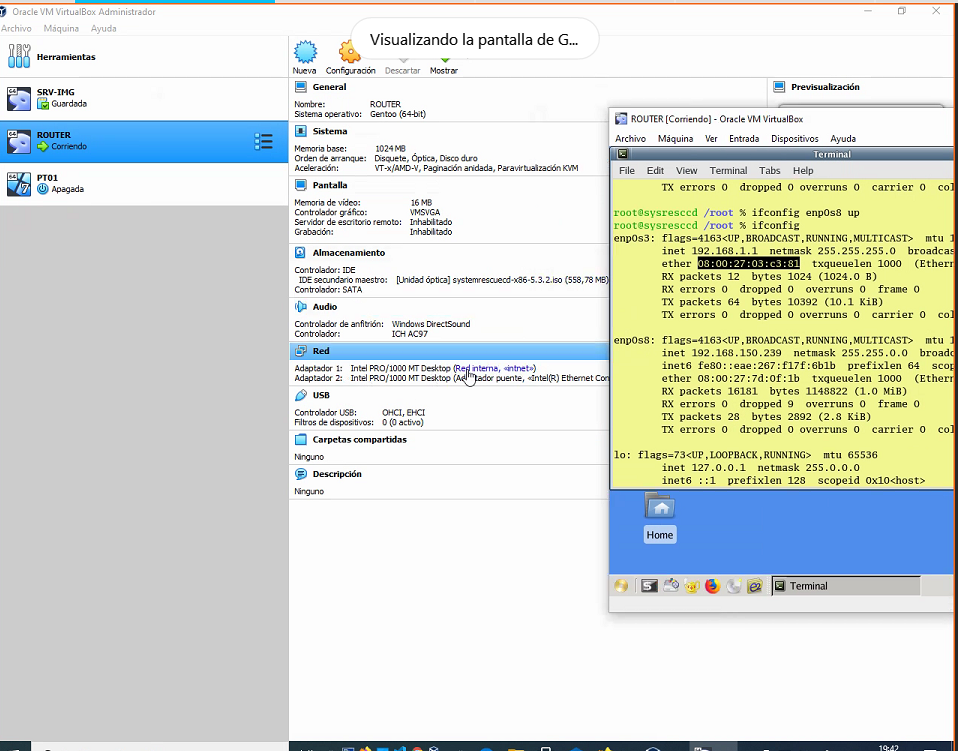 Oracle VM VirtualBox Administrador
Archivo Máquina Ayuda
Visualizando la pantalla de G...
Herramientas
SRV-IMG
Guardada
ROUTER
Corriendo
PT01
Apagada
Nueva Configuración Descartar Mostrar
General
Nombre: ROUTER
Sistema operativo: Gentoo (64-bit)
Sistema
Memoria base: 1024 MB
Orden de arranque: Disquete, Óptica, Disco duro
Aceleración: VT-x/AMD-V, Paginación anidada, Paravirtualización KVM
Pantalla
Memoria de vídeo: 16 MB
Controlador gráfico: VMSVGA
Servidor de escritorio remoto: Inhabilitado
Grabación: Inhabilitado
Almacenamiento
Controlador: IDE
IDE secundario maestro: [Unidad óptica] systemrescuecd-x86-5.3.2.iso (558,78 MB)
Controlador: SATA
Audio
Controlador de anfitrión: Windows DirectSound
Controlador: ICH AC97
Red
Adaptador 1: Intel PRO/1000 MT Desktop (Red interna, «intnet»)
Adaptador 2: Intel PRO/1000 MT Desktop (Adaptador puente, «Intel(R) Ethernet Con
USB
Controlador USB: OHCI, EHCI
Filtros de dispositivos: 0 (0 activo)
Carpetas compartidas
Ninguno
Descripción
Ninguno
Previsualización
ROUTER [Corriendo] - Oracle VM VirtualBox
Archivo Máquina Ver Entrada Dispositivos Ayuda
Terminal
File Edit View Terminal Tabs Help
TX errors 0 dropped 0 overruns 0 carrier 0 col
root@sysresccd /root % ifconfig enp0s8 up
root@sysresccd /root % ifconfig
enp0s3: flags=4163<UP,BROADCAST,RUNNING,MULTICAST> mtu 1
inet 192.168.1.1 netmask 255.255.255.0 broadcas
ether 08:00:27:03:c3:81 txqueuelen 1000 (Ethern
RX packets 12 bytes 1024 (1024.0 B)
RX errors 0 dropped 0 overruns 0 frame 0
TX packets 64 bytes 10392 (10.1 KiB)
TX errors 0 dropped 0 overruns 0 carrier 0 col
enp0s8: flags=4163<UP,BROADCAST,RUNNING,MULTICAST> mtu 1
inet 192.168.150.239 netmask 255.255.0.0 broadc
inet6 fe80::eae:267:f17f:6b1b prefixlen 64 scop
ether 08:00:27:7d:0f:1b txqueuelen 1000 (Ethern
RX packets 16181 bytes 1148822 (1.0 MiB)
RX errors 0 dropped 9 overruns 0 frame 0
TX packets 28 bytes 2892 (2.8 KiB)
TX errors 0 dropped 0 overruns 0 carrier 0 col
lo: flags=73<UP,LOOPBACK,RUNNING> mtu 65536
inet 127.0.0.1 netmask 255.0.0.0
inet6 ::1 prefixlen 128 scopeid 0x10<host>
Home
Terminal
19:42